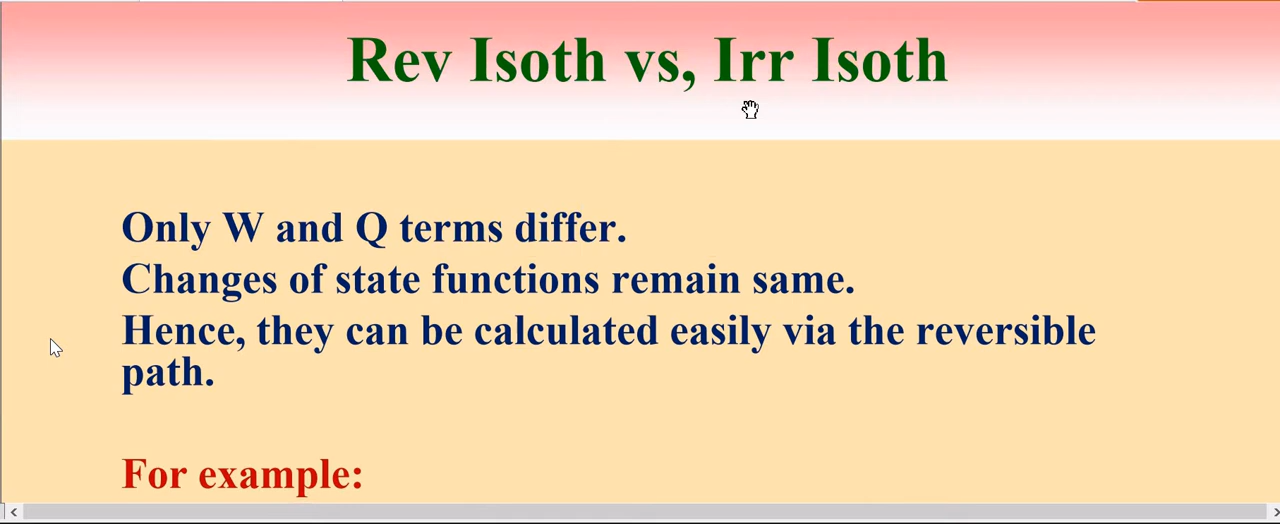 Rev Isoth vs, Irr Isoth
Only W and Q terms differ.
Changes of state functions remain same.
Hence, they can be calculated easily via the reversible
path.
For example: